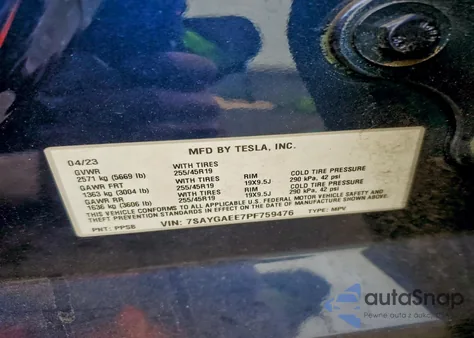 MFD BY TESLA, INC.
04/23
GVWR WITH TIRES RIM COLD TIRE PRESSURE
2571 kg (5669 lb) 255/45R19 19X9.5J 290 kPa, 42 psi
GAWR FRT WITH TIRES RIM COLD TIRE PRESSURE
1363 kg (3004 lb) 255/45R19 19X9.5J 290 kPa, 42 psi
GAWR RR WITH TIRES
1636 kg (3606 lb) 255/45R19
THIS VEHICLE CONFORMS TO ALL APPLICABLE U.S. FEDERAL MOTOR VEHICLE SAFETY AND
THEFT PREVENTION STANDARDS IN EFFECT ON THE DATE OF MANUFACTURE SHOWN ABOVE
PNT: PPSB VIN: 7SAYGAEE7PF759476 TYPE: MPV
autoSnap
Pewne auta z aukcji